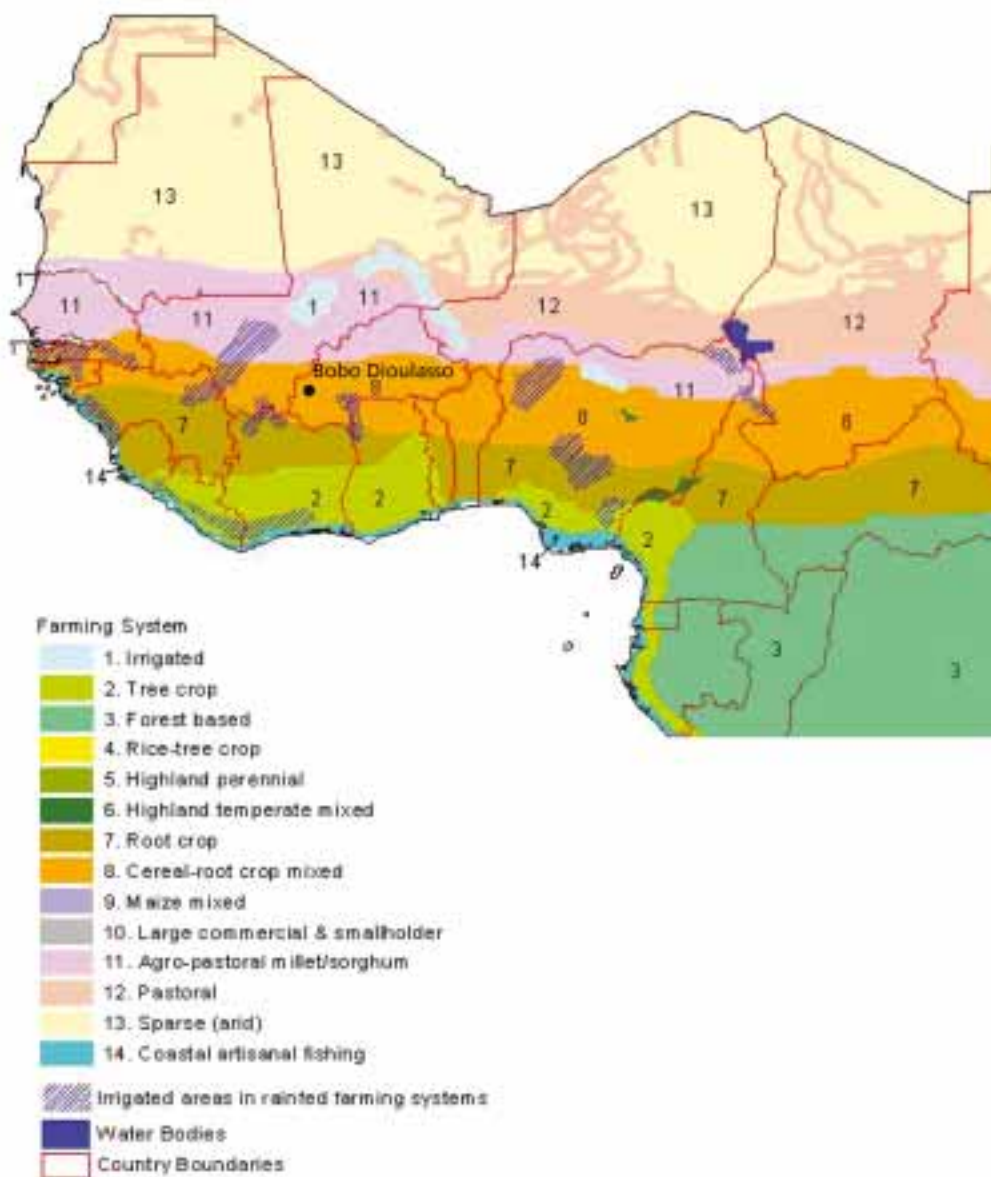 13
13
13
1
11
12
11
1
11
12
1
Bobo Dioulasso
8
11
8
8
7
7
7
7
14
2
2
2
2
14
3
3
Farming System
1. Irrigated
2. Tree crop
3. Forest based
4. Rice-tree crop
5. Highland perennial
6. Highland temperate mixed
7. Root crop
8. Cereal-root crop mixed
9. Maize mixed
10. Large commercial & smallholder
11. Agro-pastoral millet/sorghum
12. Pastoral
13. Sparse (arid)
14. Coastal artisanal fishing
Irrigated areas in rainfed farming systems
Water Bodies
Country Boundaries